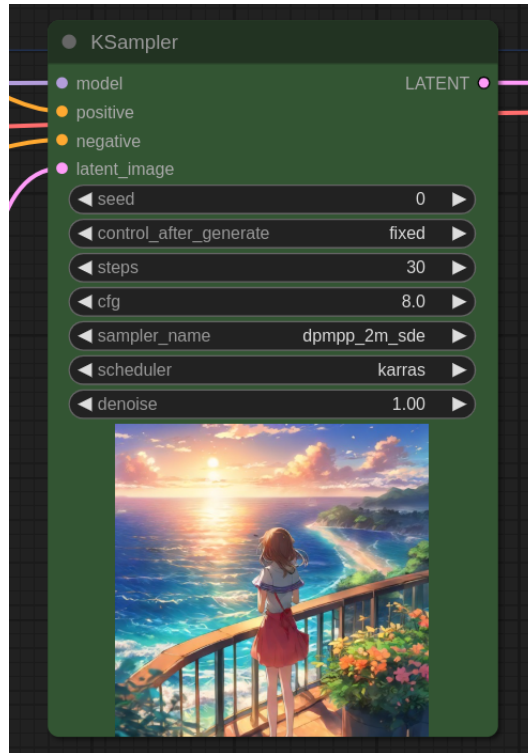 KSampler
model LATENT
positive
negative
latent_image
seed 0
control_after_generate fixed
steps 30
cfg 8.0
sampler_name dpmpp_2m_sde
scheduler karras
denoise 1.00